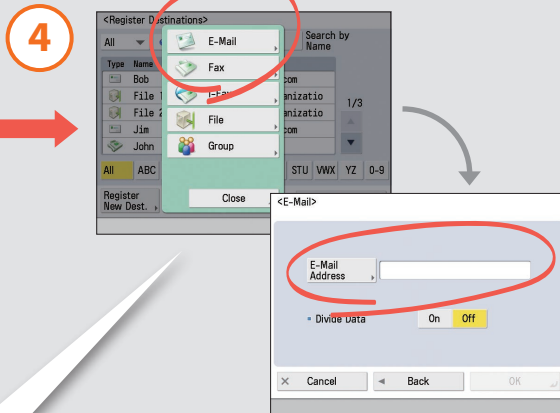 4
<Register Destinations>
All
Search by
Name
E-Mail
Fax
I-Fax
File
Group
Close
Type Name
Bob
com
File 1
anizatio
File 2
anizatio
Jim
com
John
1/3
All ABC STU VWX YZ 0-9
Register
New Dest.
<E-Mail>
E-Mail
Address
Divide Data On Off
Cancel Back OK